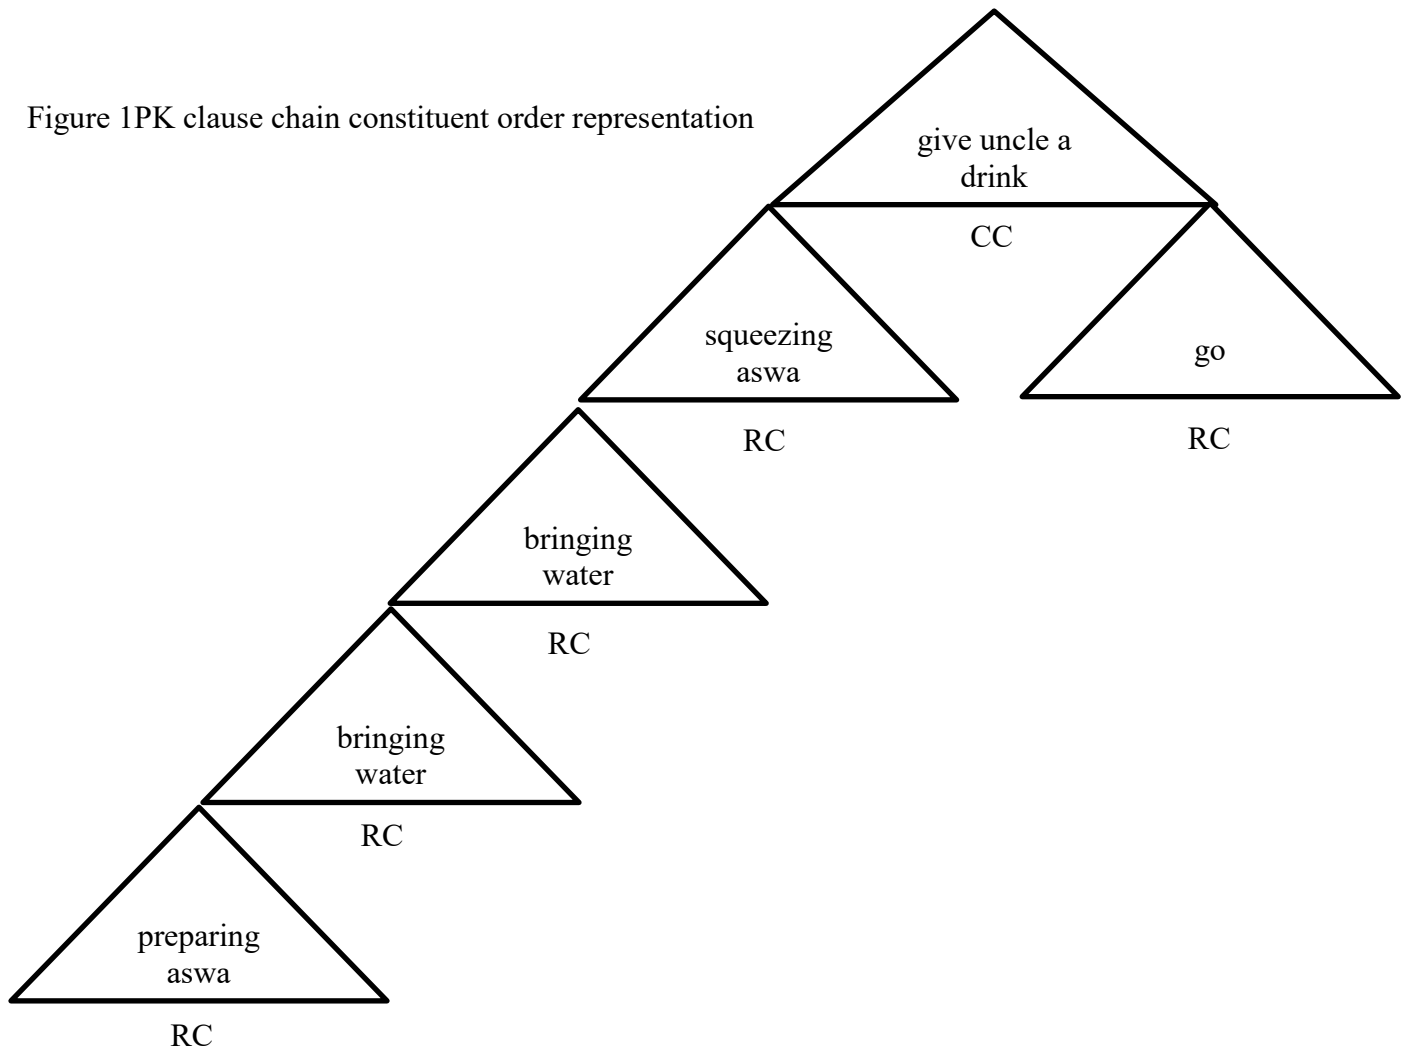 Figure 1PK clause chain constituent order representation
give uncle a
drink
CC
squeezing
aswa
RC
go
RC
bringing
water
RC
bringing
water
RC
preparing
aswa
RC